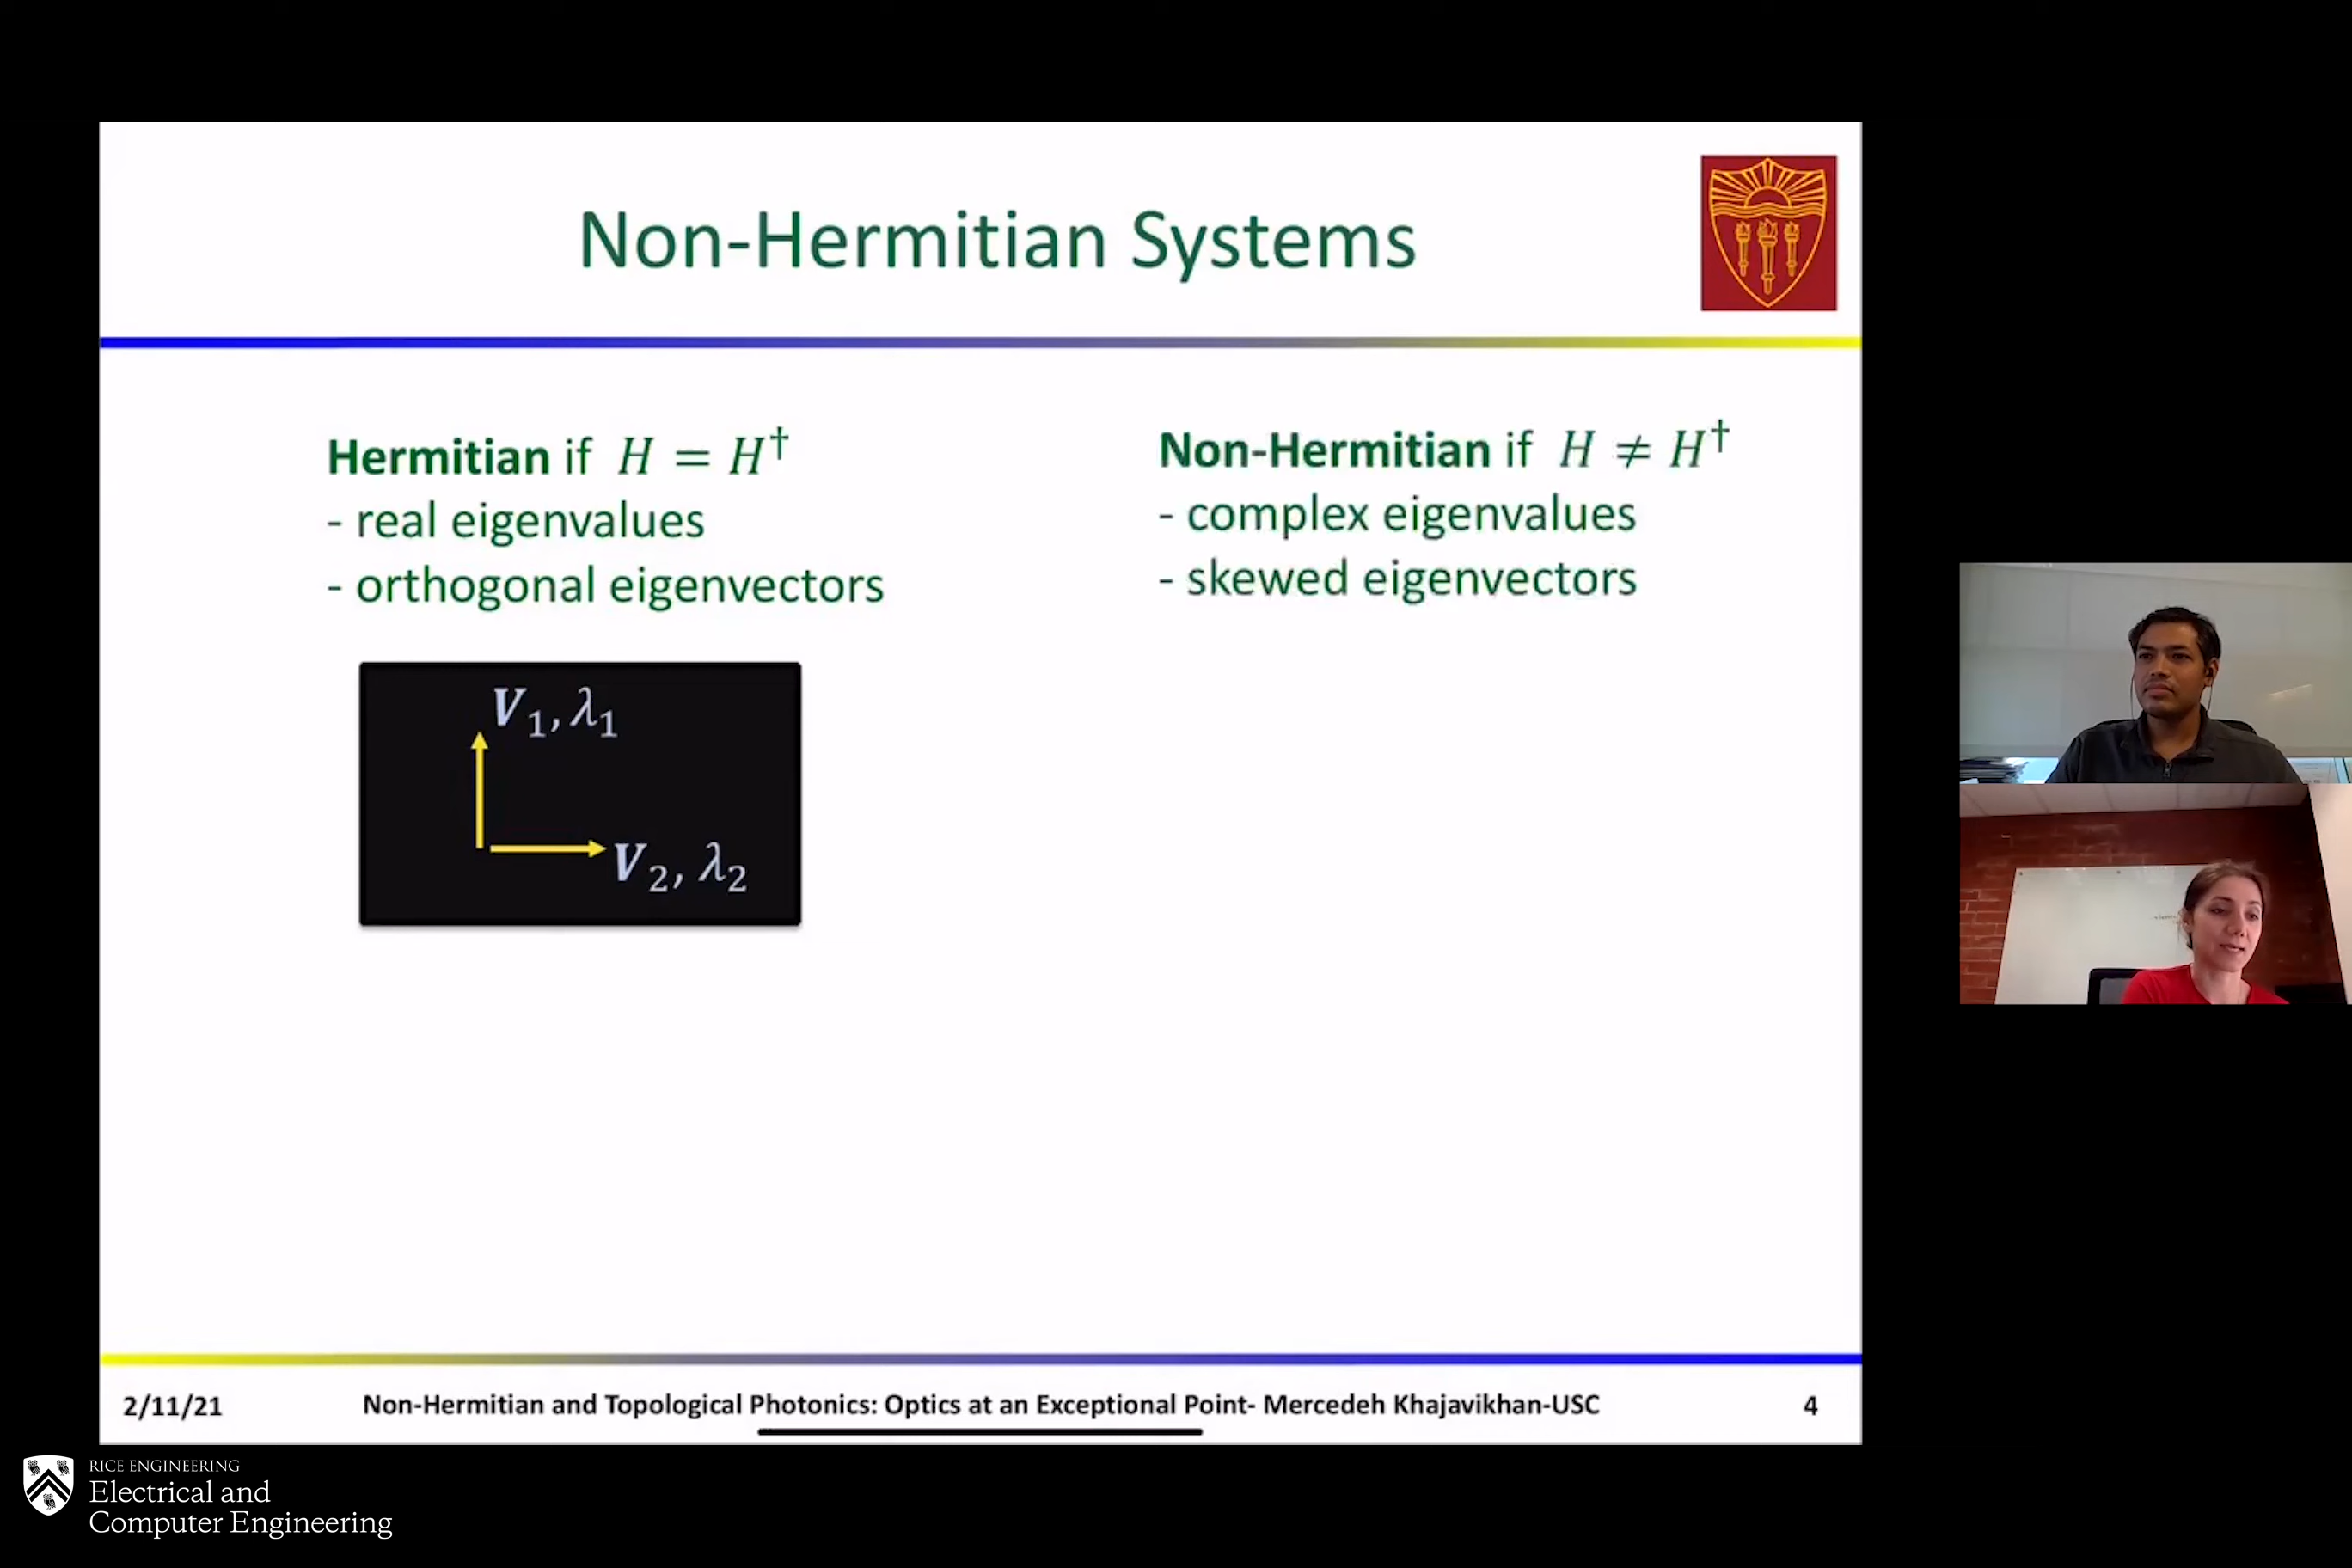 Non-Hermitian Systems
Hermitian if H = H†
- real eigenvalues
- orthogonal eigenvectors
Non-Hermitian if H ≠ H†
- complex eigenvalues
- skewed eigenvectors
V1, λ1
V2, λ2
2/11/21 Non-Hermitian and Topological Photonics: Optics at an Exceptional Point- Mercedeh Khajavikhan-USC 4
RICE ENGINEERING
Electrical and
Computer Engineering